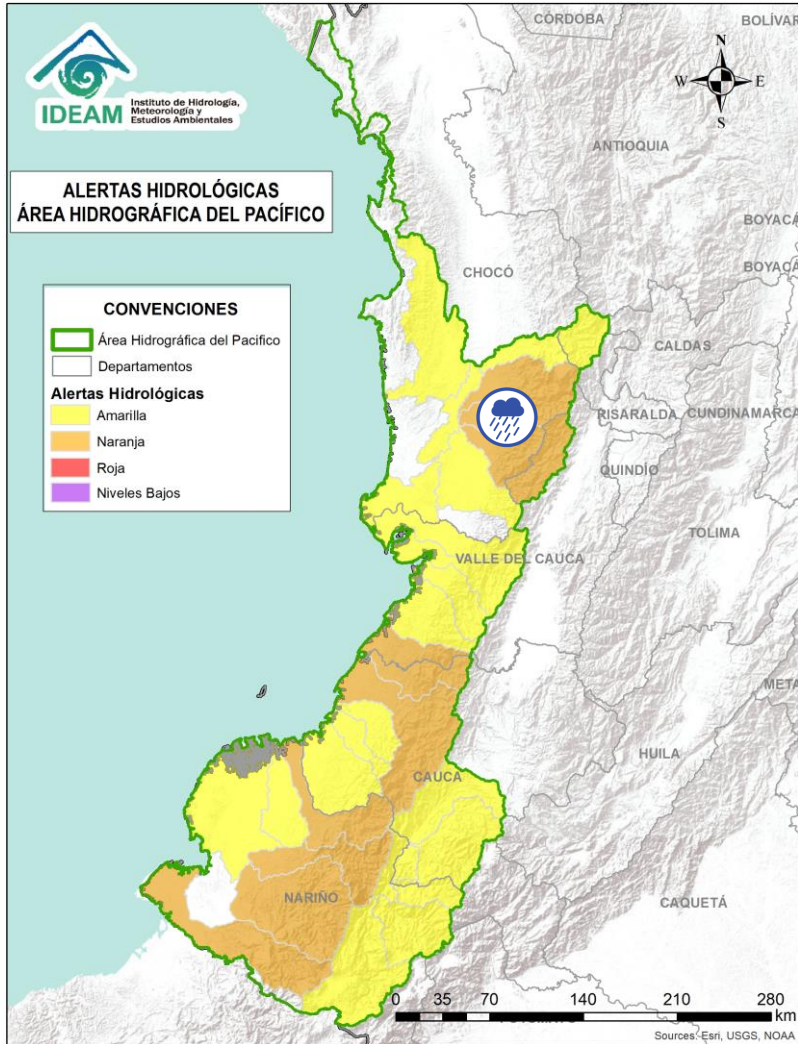 CÓRDOBA
BOLÍVAR
IDEAM
Instituto de Hidrología,
Meteorología y
Estudios Ambientales
N
W
E
S
ANTIOQUIA
ALERTAS HIDROLÓGICAS
ÁREA HIDROGRÁFICA DEL PACÍFICO
BOYACÁ
BOYACÁ
CHOCÓ
CONVENCIONES
Área Hidrográfica del Pacifico
Departamentos
Alertas Hidrológicas
Amarilla
Naranja
Roja
Niveles Bajos
CALDAS
RISARALDA
CUNDINAMARCA
QUINDÍO
TOLIMA
VALLE DEL CAUCA
META
HUILA
CAUCA
NARIÑO
CAQUETÁ
0 35 70 140 210 280
km
Sources: Esri, USGS, NOAA